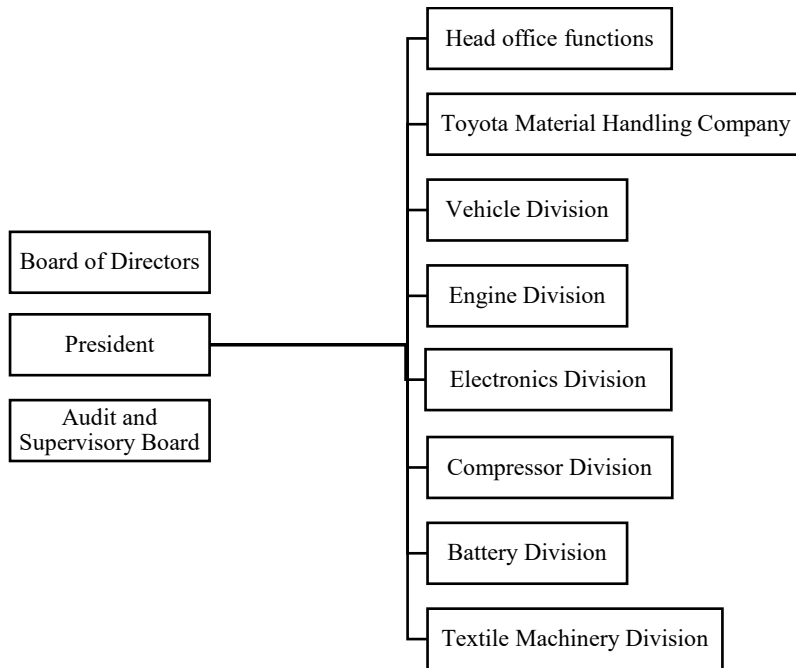 Board of Directors
President
Audit and
Supervisory Board
Head office functions
Toyota Material Handling Company
Vehicle Division
Engine Division
Electronics Division
Compressor Division
Battery Division
Textile Machinery Division